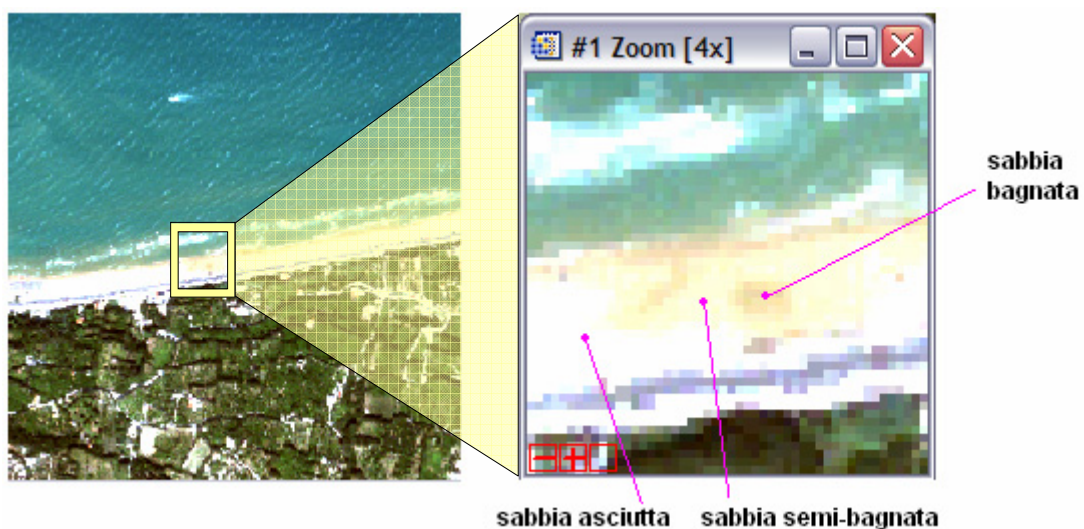 #1 Zoom [4x]
sabbia
bagnata
sabbia asciutta
sabbia semi-bagnata